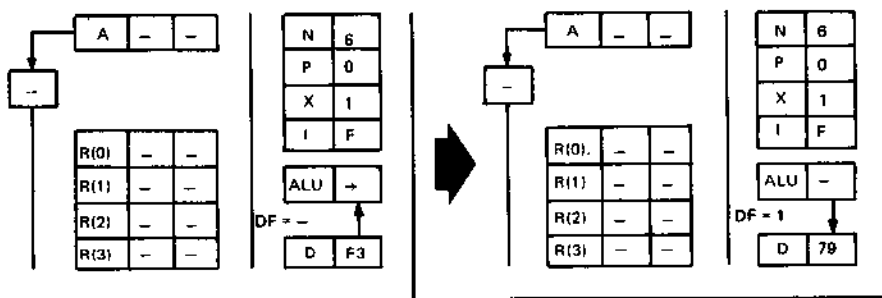 A – –
–
R(0) – –
R(1) – –
R(2) – –
R(3) – –
N 6
P 0
X 1
I F
ALU →
DF = –
D F3
A – –
–
R(0). – –
R(1) – –
R(2) – –
R(3) – –
N 6
P 0
X 1
I F
ALU –
DF = 1
D 79